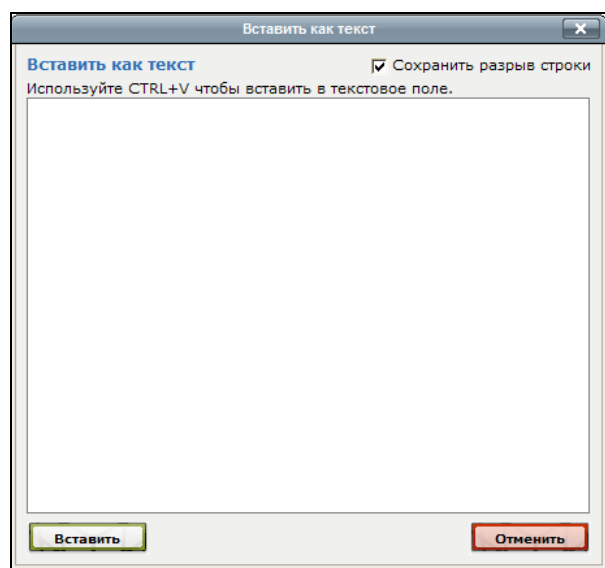 Вставить как текст
Вставить как текст
Сохранить разрыв строки
Используйте CTRL+V чтобы вставить в текстовое поле.
Вставить
Отменить